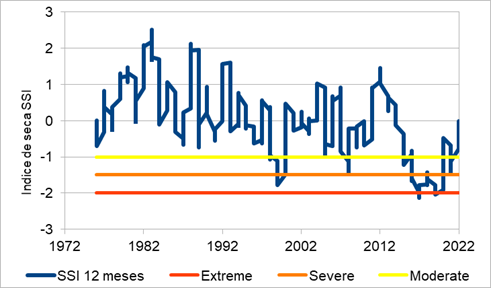 3
2
1
0
-1
-2
-3
Indice de seca SSI
1972 1982 1992 2002 2012 2022
SSI 12 meses Extreme Severe Moderate